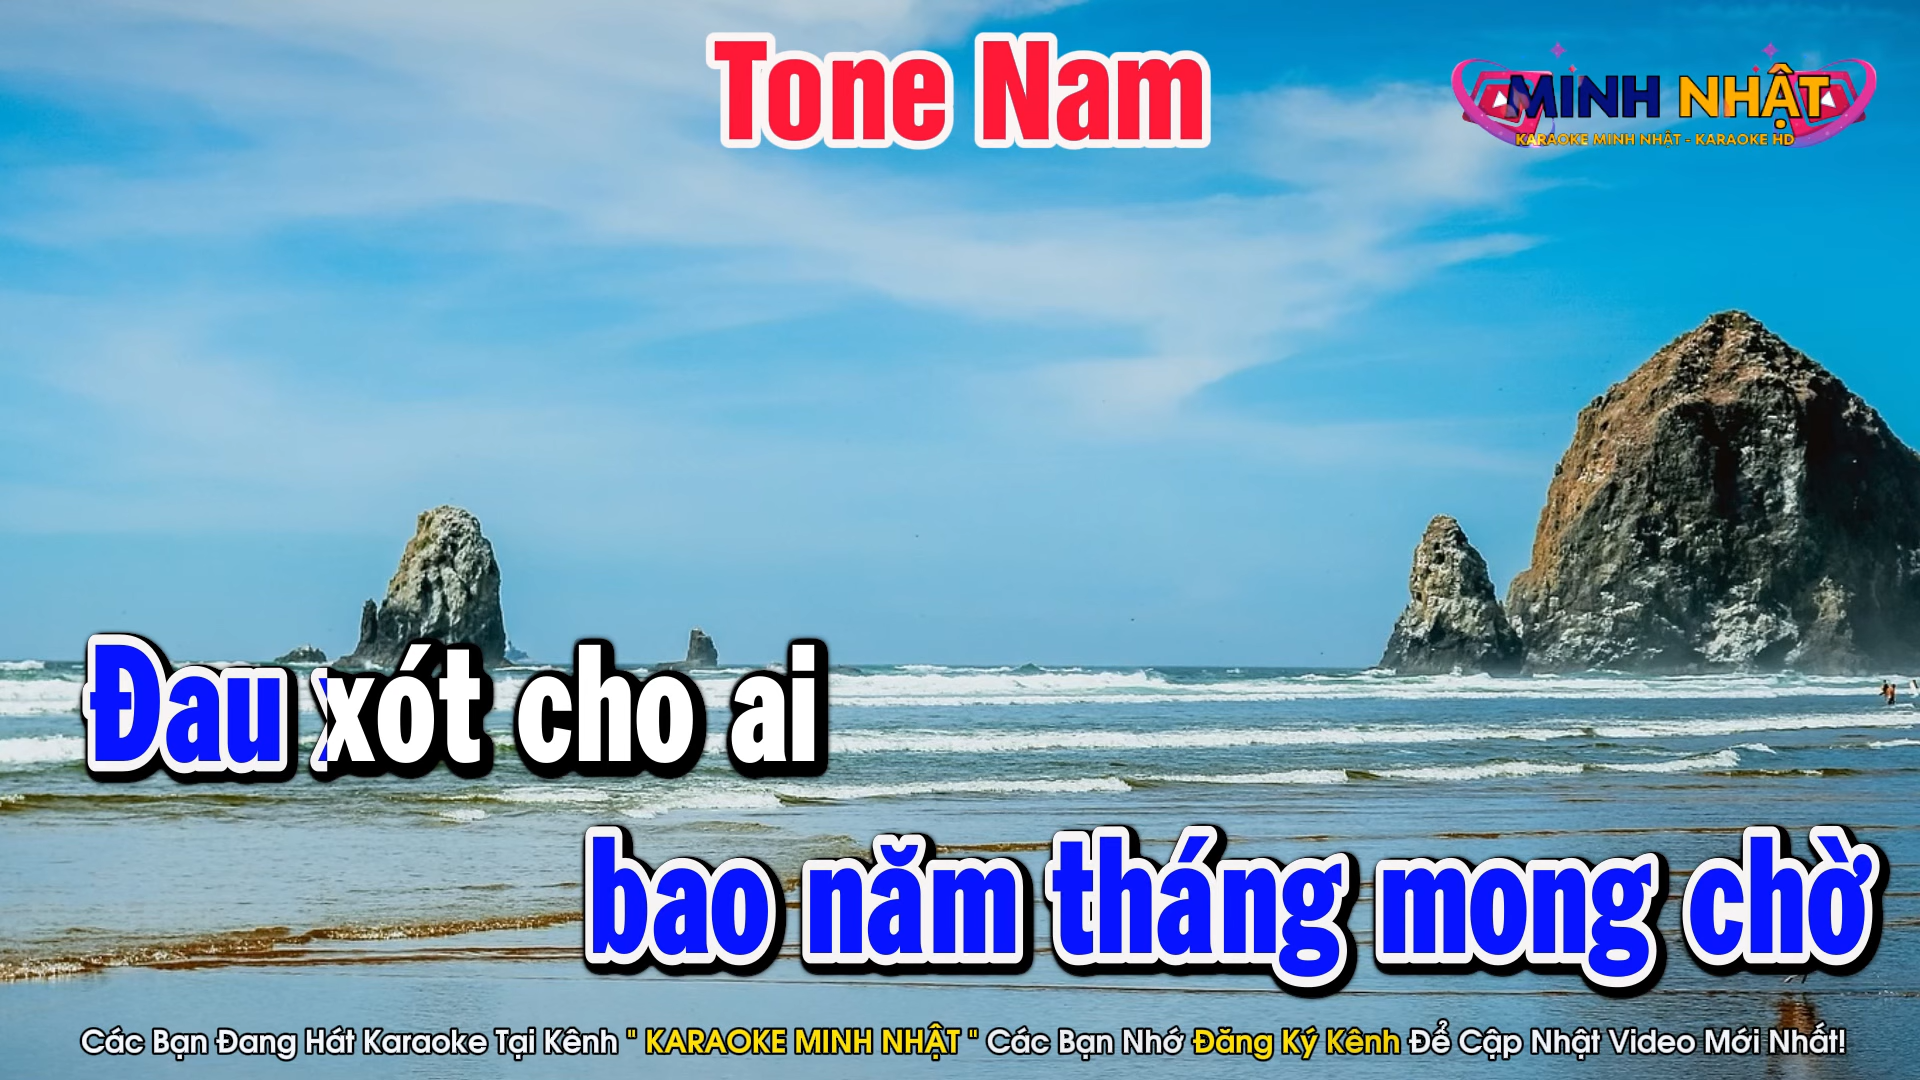 Tone Nam
MINH NHẬT
KARAOKE MINH NHẬT - KARAOKE HD
Đau xót cho ai
bao năm tháng mong chờ
Các Bạn Đang Hát Karaoke Tại Kênh " KARAOKE MINH NHẬT " Các Bạn Nhớ Đăng Ký Kênh Để Cập Nhật Video Mới Nhất!